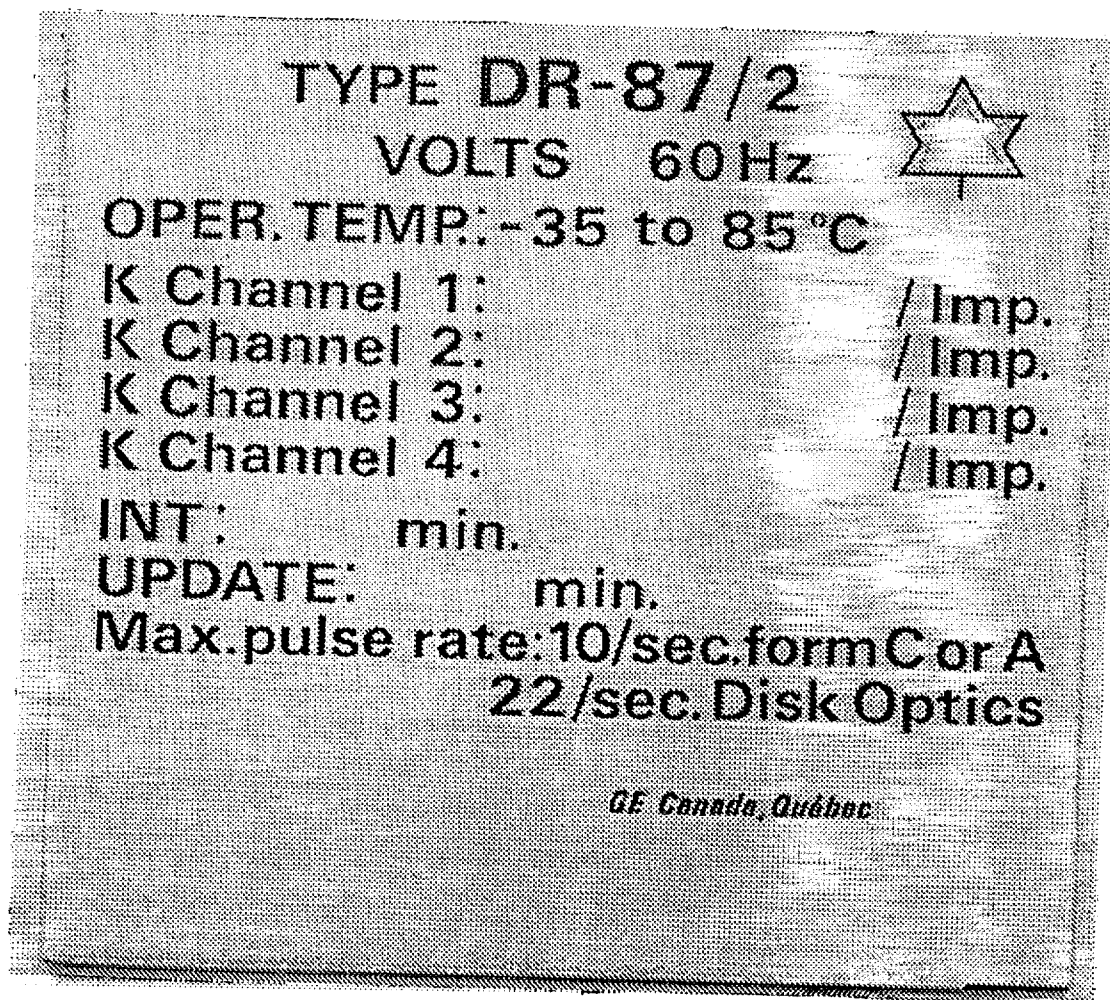 TYPE DR-87/2
VOLTS 60Hz
OPER. TEMP.:-35 to 85°C
K Channel 1: / Imp.
K Channel 2: / Imp.
K Channel 3: / Imp.
K Channel 4: / Imp.
INT: min.
UPDATE: min.
Max.pulse rate:10/sec.form C or A
22/sec. Disk Optics
GE Canada, Québec